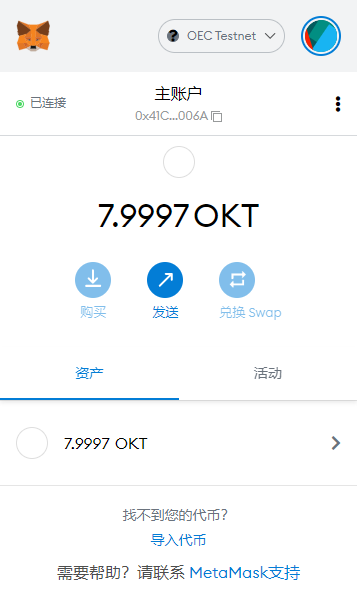 OEC Testnet
已连接
主账户
0x41C...006A
7.9997 OKT
购买
发送
兑换 Swap
资产
活动
7.9997 OKT
找不到您的代币？
导入代币
需要帮助？请联系 MetaMask支持